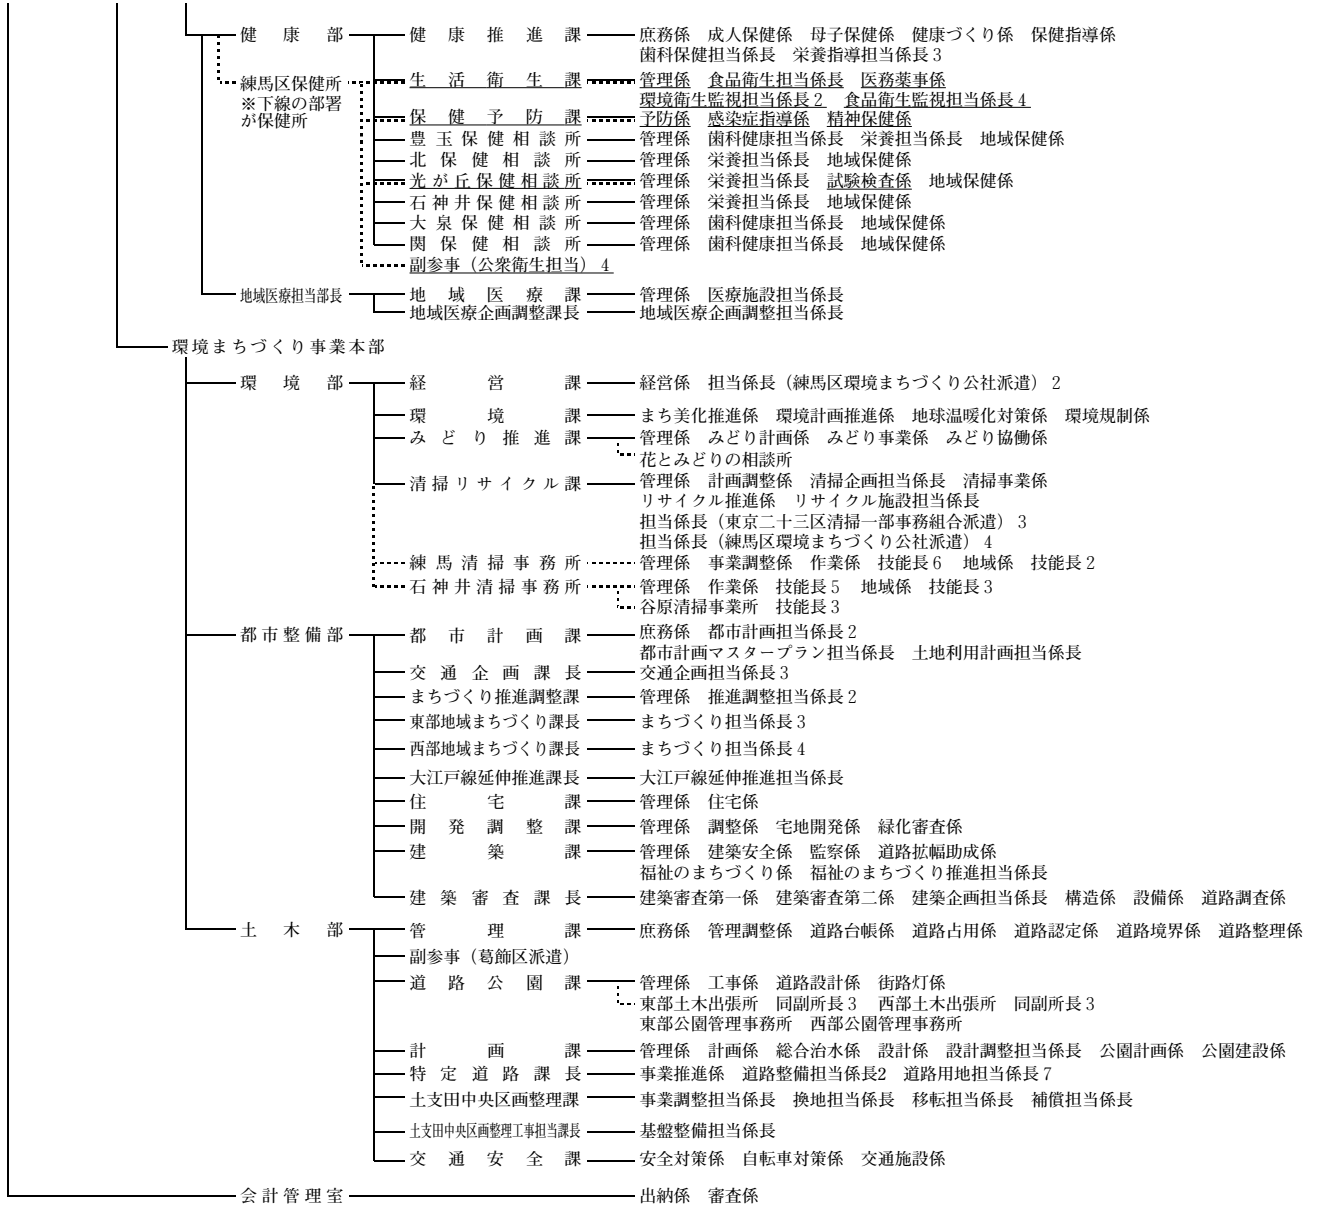 健康部 健康推進課 庶務係 成人保健係 母子保健係 健康づくり係 保健指導係
歯科保健担当係長 栄養指導担当係長3
練馬区保健所 生活衛生課 管理係 食品衛生担当係長 医務薬事係
※下線の部署 環境衛生監視担当係長2 食品衛生監視担当係長4
が保健所 保健予防課 予防係 感染症指導係 精神保健係
豊玉保健相談所 管理係 歯科健康担当係長 栄養担当係長 地域保健係
北保健相談所 管理係 栄養担当係長 地域保健係
光が丘保健相談所 管理係 栄養担当係長 試験検査係 地域保健係
石神井保健相談所 管理係 栄養担当係長 地域保健係
大泉保健相談所 管理係 歯科健康担当係長 地域保健係
関保健相談所 管理係 歯科健康担当係長 地域保健係
副参事（公衆衛生担当）4
地域医療担当部長 地域医療課 管理係 医療施設担当係長
地域医療企画調整課長 地域医療企画調整担当係長
環境まちづくり事業本部
環境部 経営課 経営係 担当係長（練馬区環境まちづくり公社派遣）2
環境課 まち美化推進係 環境計画推進係 地球温暖化対策係 環境規制係
みどり推進課 管理係 みどり計画係 みどり事業係 みどり協働係
花とみどりの相談所
清掃リサイクル課 管理係 計画調整係 清掃企画担当係長 清掃事業係
リサイクル推進係 リサイクル施設担当係長
担当係長（東京二十三区清掃一部事務組合派遣）3
担当係長（練馬区環境まちづくり公社派遣）4
練馬清掃事務所 管理係 事業調整係 作業係 技能長6 地域係 技能長2
石神井清掃事務所 管理係 作業係 技能長5 地域係 技能長3
谷原清掃事業所 技能長3
都市整備部 都市計画課 庶務係 都市計画担当係長2
都市計画マスタープラン担当係長 土地利用計画担当係長
交通企画課長 交通企画担当係長3
まちづくり推進調整課 管理係 推進調整担当係長2
東部地域まちづくり課長 まちづくり担当係長3
西部地域まちづくり課長 まちづくり担当係長4
大江戸線延伸推進課長 大江戸線延伸推進担当係長
住宅課 管理係 住宅係
開発調整課 管理係 調整係 宅地開発係 緑化審査係
建築課 管理係 建築安全係 監察係 道路拡幅助成係
福祉のまちづくり係 福祉のまちづくり推進担当係長
建築審査課長 建築審査第一係 建築審査第二係 建築企画担当係長 構造係 設備係 道路調査係
土木部 管理課 庶務係 管理調整係 道路台帳係 道路占用係 道路認定係 道路境界係 道路整理係
副参事（葛飾区派遣）
道路公園課 管理係 工事係 道路設計係 街路灯係
東部土木出張所 同副所長3 西部土木出張所 同副所長3
東部公園管理事務所 西部公園管理事務所
計画課 管理係 計画係 総合治水係 設計係 設計調整担当係長 公園計画係 公園建設係
特定道路課長 事業推進係 道路整備担当係長2 道路用地担当係長7
土支田中央区画整理課 事業調整担当係長 換地担当係長 移転担当係長 補償担当係長
土支田中央区画整理工事担当課長 基盤整備担当係長
交通安全課 安全対策係 自転車対策係 交通施設係
会計管理室 出納係 審査係